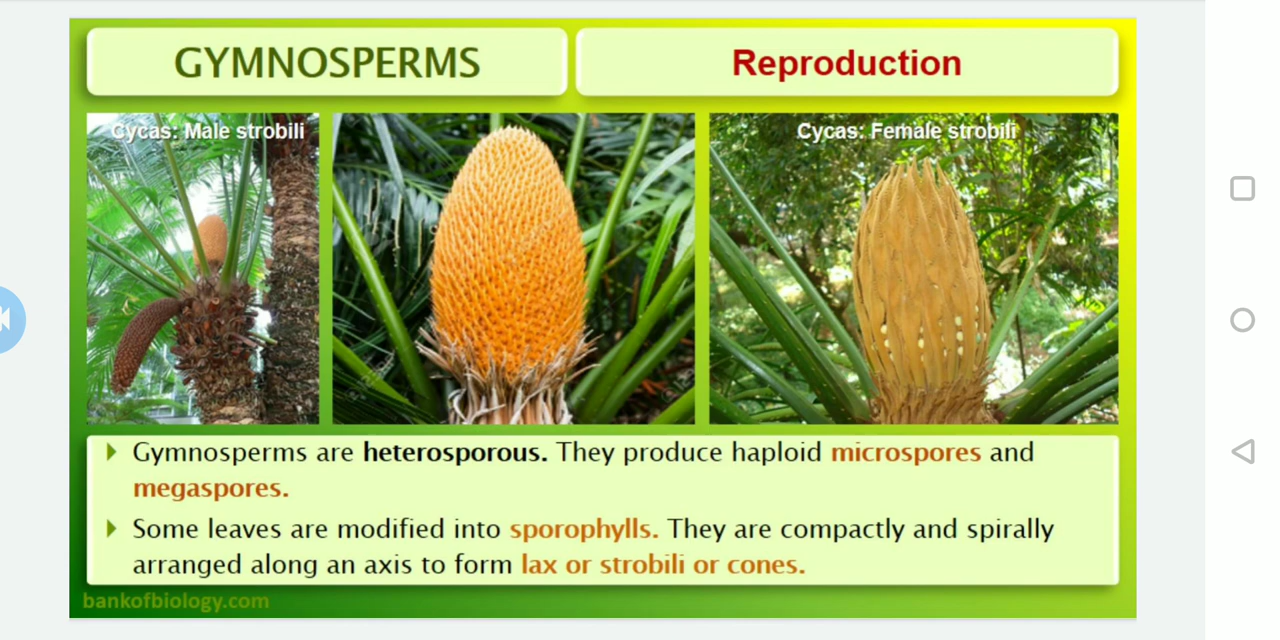 GYMNOSPERMS
Reproduction
Cycas: Male strobili
Cycas: Female strobili
Gymnosperms are heterosporous. They produce haploid microspores and
megaspores.
Some leaves are modified into sporophylls. They are compactly and spirally
arranged along an axis to form lax or strobili or cones.
bankofbiology.com